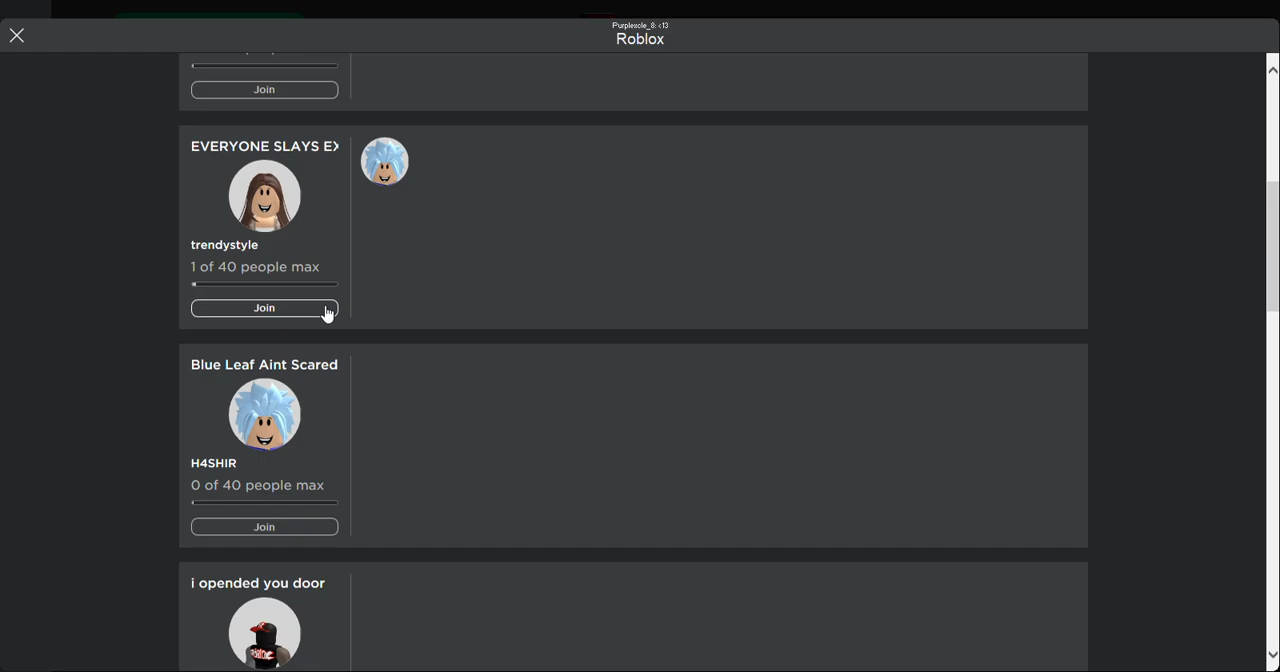 Purplexcle_8: <13
Roblox
Join
EVERYONE SLAYS EX
trendystyle
1 of 40 people max
Join
Blue Leaf Aint Scared
H4SHIR
0 of 40 people max
Join
i opended you door